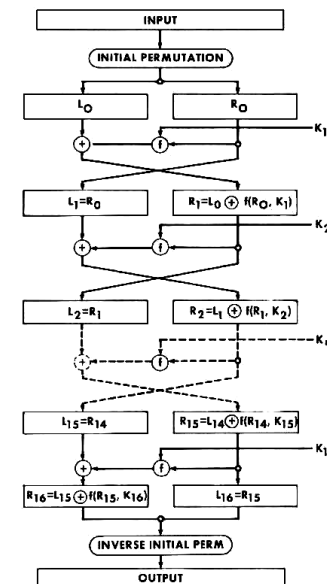 INPUT
INITIAL PERMUTATION
L0 R0
K1
+ f
L1=R0 R1=L0 ⊕ f(R0, K1)
K2
+ f
L2=R1 R2=L1 ⊕ f(R1, K2)
+ f
L15=R14 R15=L14 ⊕ f(R14, K15)
+ f
R16=L15 ⊕ f(R15, K16) L16=R15
INVERSE INITIAL PERM
OUTPUT